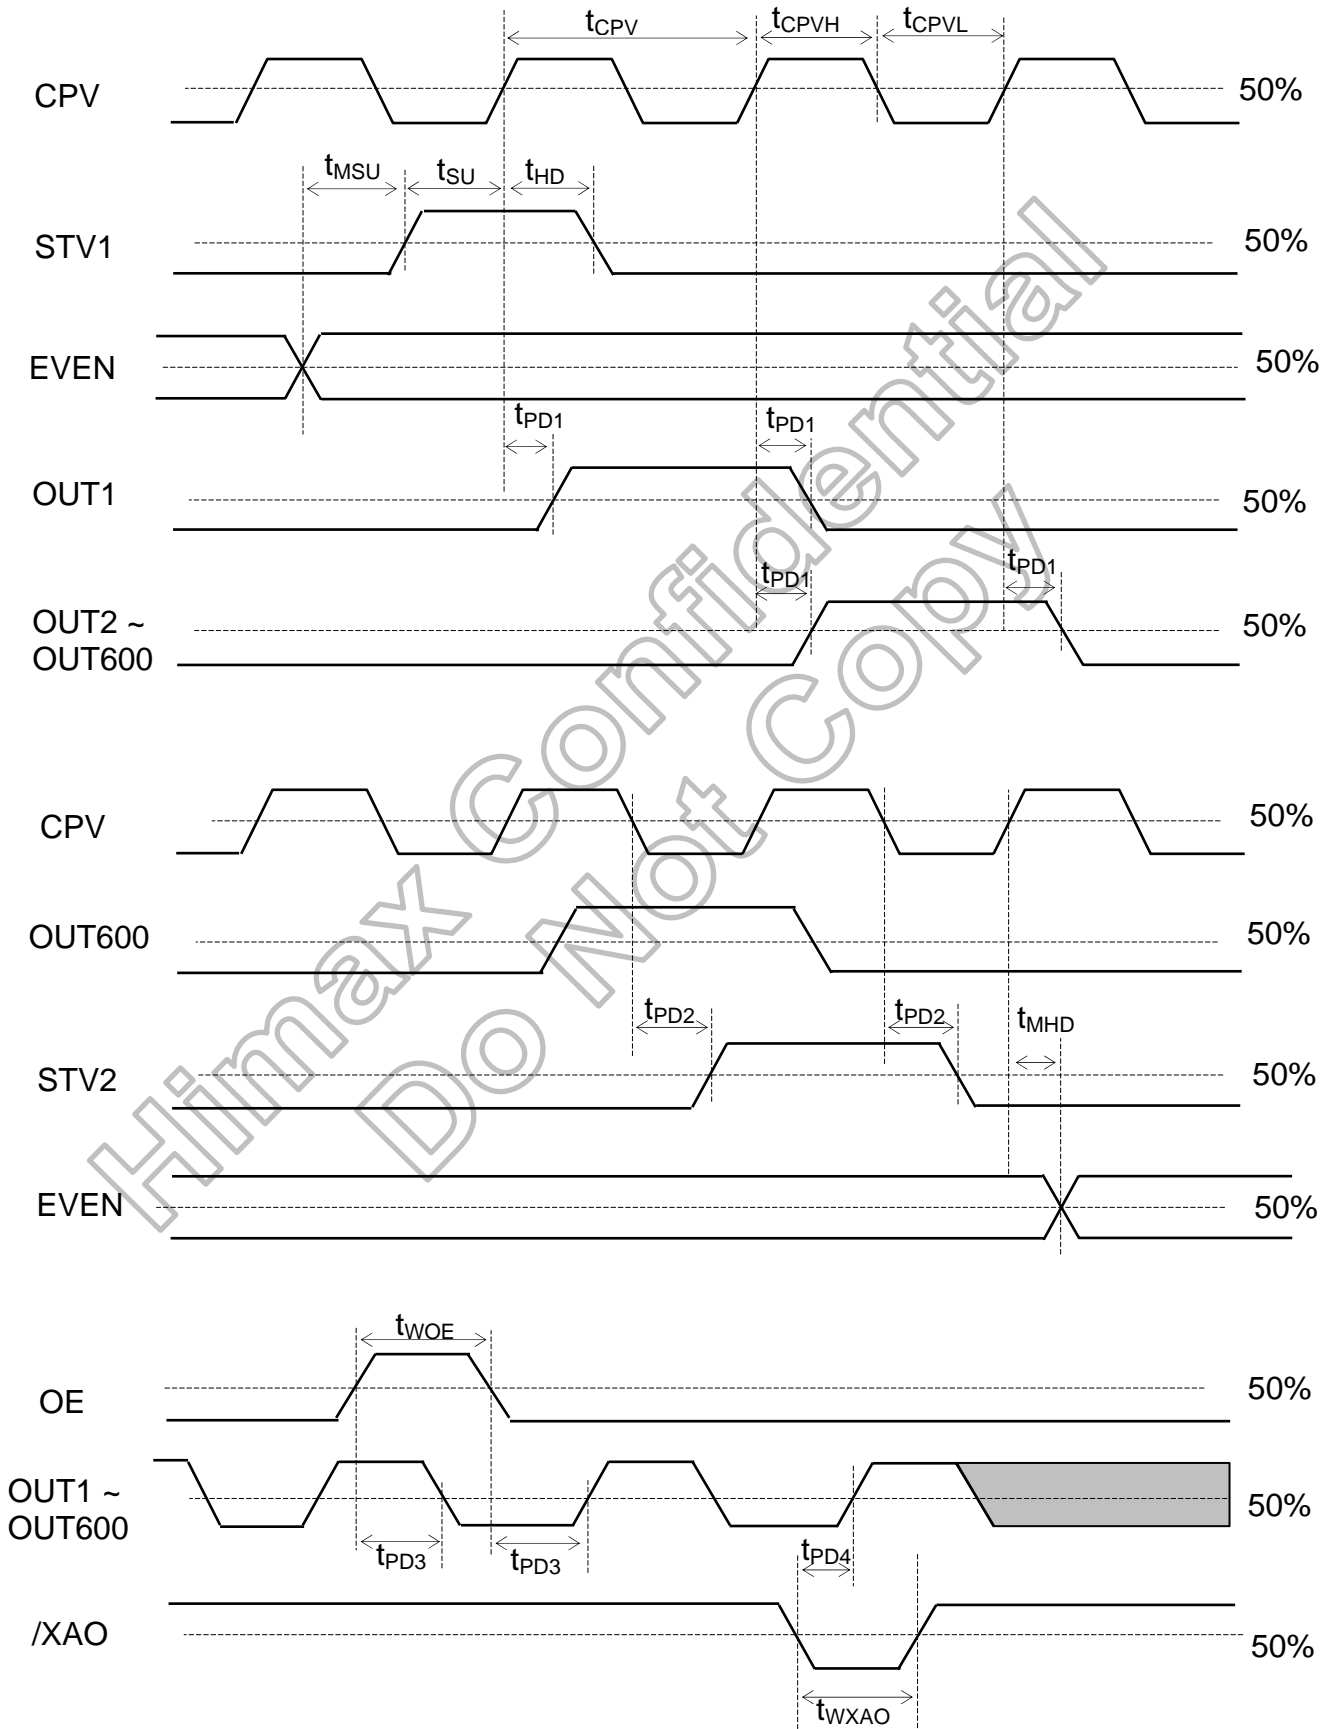 tCPV tCPVH tCPVL
CPV 50%
tMSU tSU tHD
STV1 50%
EVEN 50%
tPD1 tPD1
OUT1 50%
tPD1 tPD1
OUT2 ~
OUT600 50%
CPV 50%
OUT600 50%
tPD2 tPD2 tMHD
STV2 50%
EVEN 50%
tWOE
OE 50%
OUT1 ~
OUT600 50%
tPD3 tPD3 tPD4
/XAO 50%
tWXAO
Himax Confidential
Do Not Copy